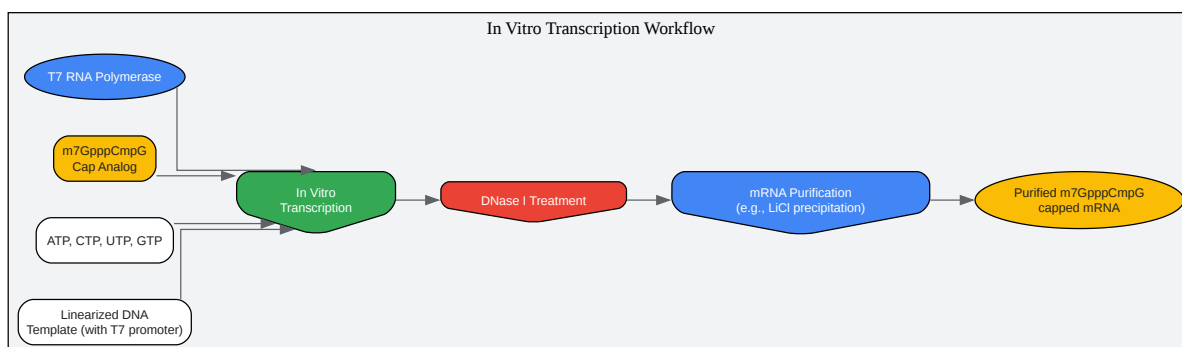 In Vitro Transcription Workflow
T7 RNA Polymerase
m7GpppCmpG
Cap Analog
ATP, CTP, UTP, GTP
Linearized DNA
Template (with T7 promoter)
In Vitro
Transcription
DNase I Treatment
mRNA Purification
(e.g., LiCl precipitation)
Purified m7GpppCmpG
capped mRNA